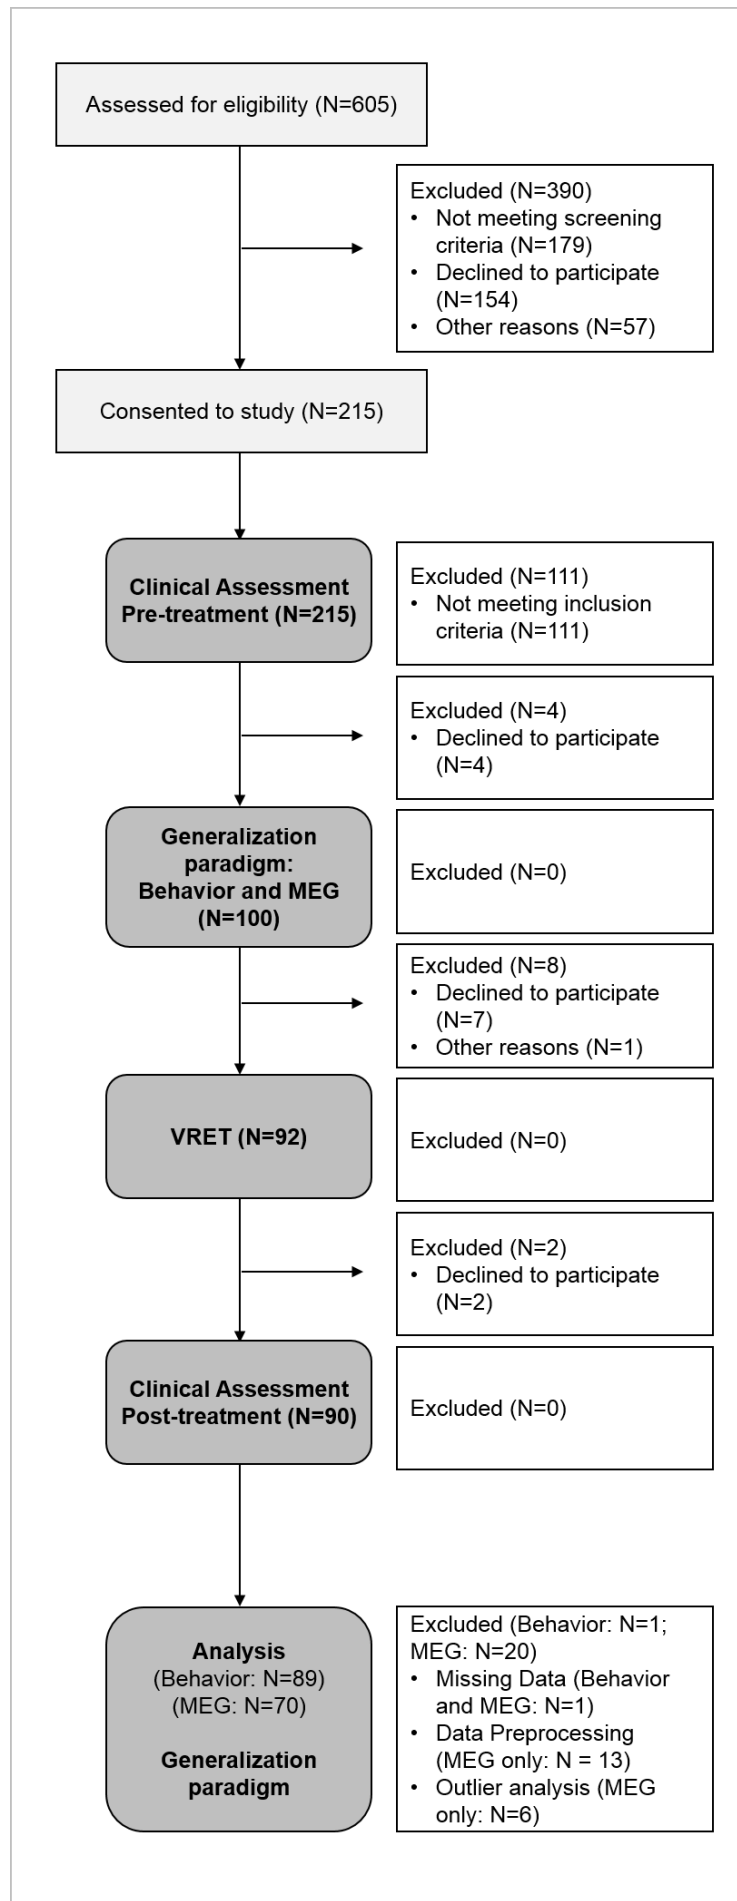 Assessed for eligibility (N=605)
Excluded (N=390)
• Not meeting screening
criteria (N=179)
• Declined to participate
(N=154)
• Other reasons (N=57)
Consented to study (N=215)
Clinical Assessment
Pre-treatment (N=215)
Excluded (N=111)
• Not meeting inclusion
criteria (N=111)
Excluded (N=4)
• Declined to participate
(N=4)
Generalization
paradigm:
Behavior and MEG
(N=100)
Excluded (N=0)
Excluded (N=8)
• Declined to participate
(N=7)
• Other reasons (N=1)
VRET (N=92)
Excluded (N=0)
Excluded (N=2)
• Declined to participate
(N=2)
Clinical Assessment
Post-treatment (N=90)
Excluded (N=0)
Analysis
(Behavior: N=89)
(MEG: N=70)
Generalization
paradigm
Excluded (Behavior: N=1;
MEG: N=20)
• Missing Data (Behavior
and MEG: N=1)
• Data Preprocessing
(MEG only: N = 13)
• Outlier analysis (MEG
only: N=6)